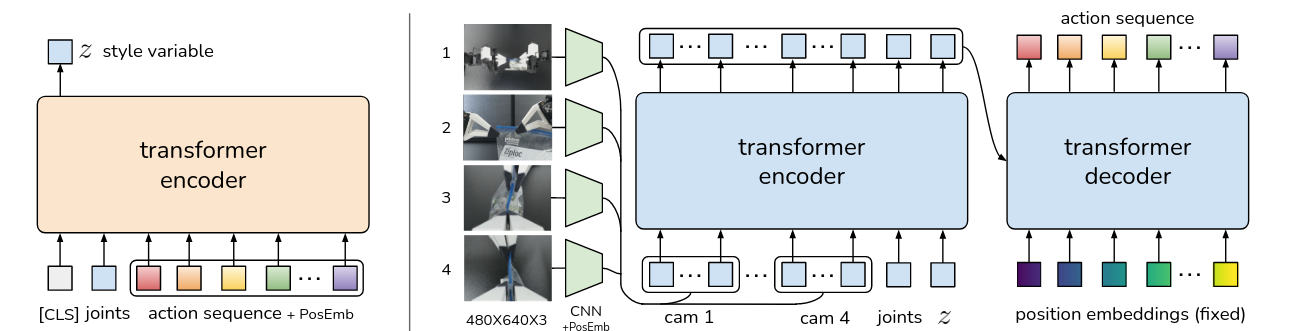 z style variable
transformer
encoder
[CLS] joints action sequence + PosEmb
1
2
3
4
Ziploc
480X640X3
CNN
+PosEmb
transformer
encoder
cam 1
cam 4
joints
z
action sequence
transformer
decoder
position embeddings (fixed)